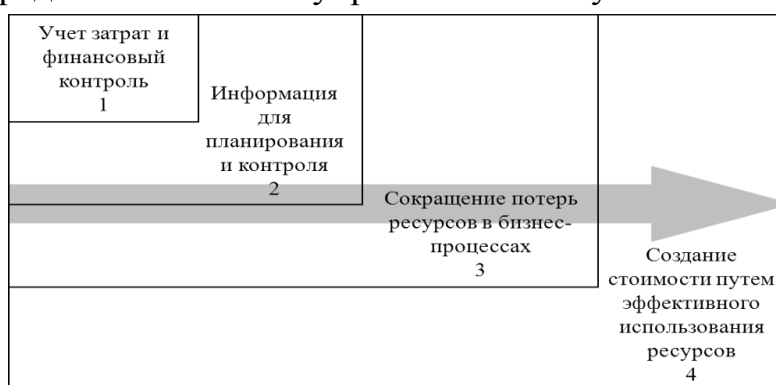 Учет затрат и
финансовый
контроль
1
Информация
для
планирования
и контроля
2
Сокращение потерь
ресурсов в бизнес-
процессах
3
Создание
стоимости путем
эффективного
использования
ресурсов
4